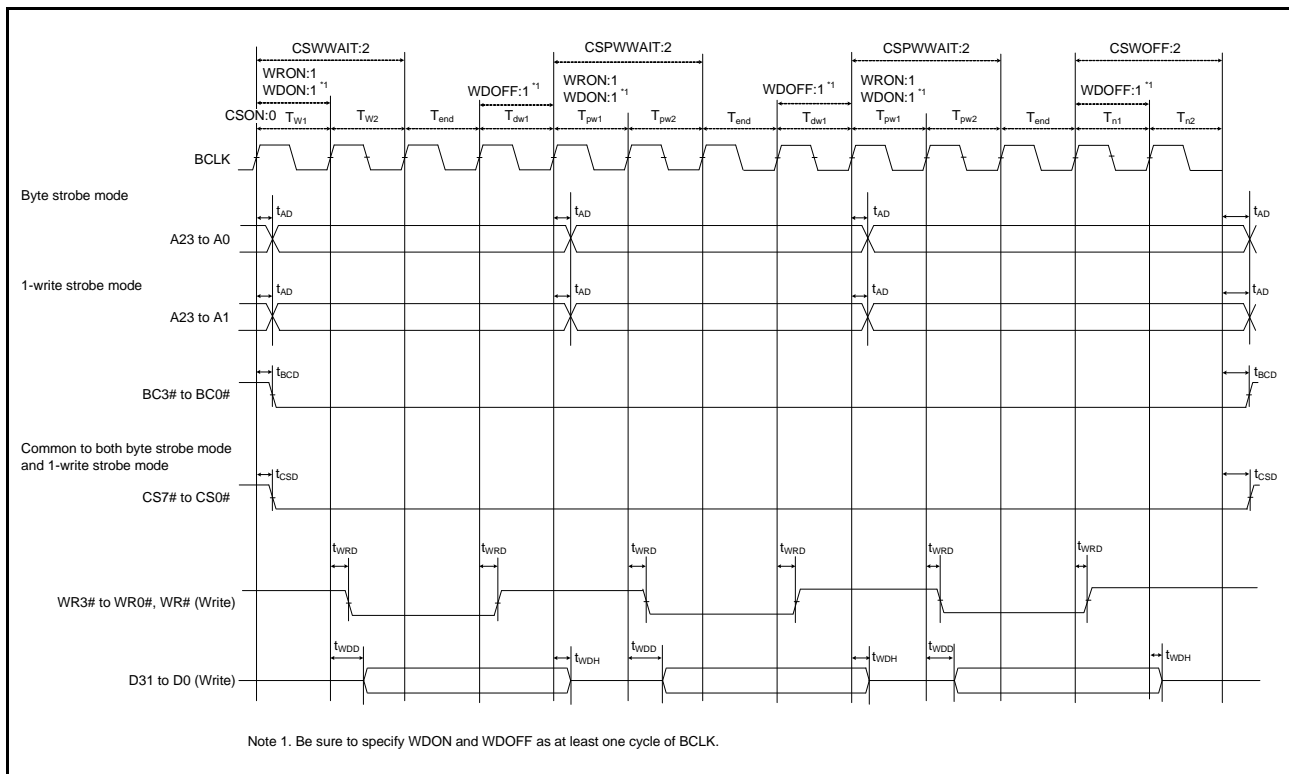 CSWWAIT:2 CSPWWAIT:2 CSPWWAIT:2 CSWOFF:2
WRON:1 WRON:1 WRON:1
WDON:1 *1 WDOFF:1 *1 WDON:1 *1 WDOFF:1 *1 WDON:1 *1 WDOFF:1 *1
CSON:0 TW1 TW2 Tend Tdw1 Tpw1 Tpw2 Tend Tdw1 Tpw1 Tpw2 Tend Tn1 Tn2
BCLK
Byte strobe mode
tAD tAD tAD tAD
A23 to A0
1-write strobe mode
tAD tAD tAD tAD
A23 to A1
tBCD tBCD
BC3# to BC0#
Common to both byte strobe mode
and 1-write strobe mode
tCSD tCSD
CS7# to CS0#
tWRD tWRD tWRD tWRD tWRD tWRD
WR3# to WR0#, WR# (Write)
tWDD tWDH tWDD tWDH tWDD tWDH
D31 to D0 (Write)
Note 1. Be sure to specify WDON and WDOFF as at least one cycle of BCLK.